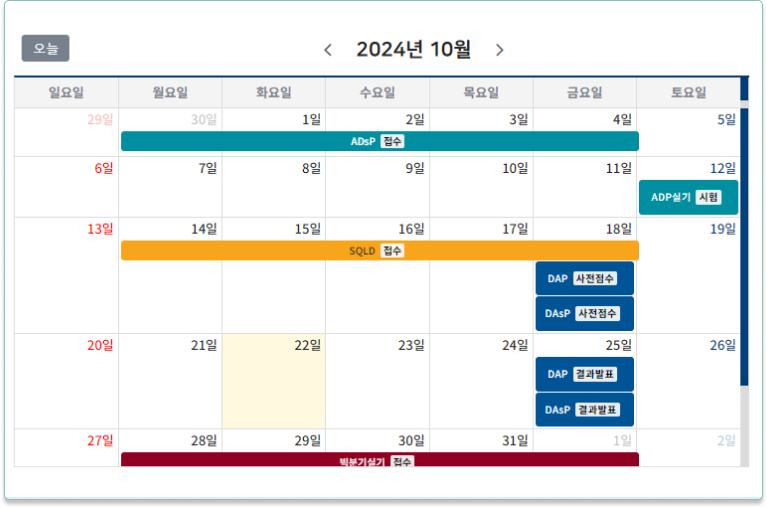 오늘
2024년 10월
일요일 월요일 화요일 수요일 목요일 금요일 토요일
29일 30일 1일 2일 3일 4일 5일
ADsP 접수
6일 7일 8일 9일 10일 11일 12일
ADP실기 시험
13일 14일 15일 16일 17일 18일 19일
SQLD 접수
DAP 사전점수
DAsP 사전점수
20일 21일 22일 23일 24일 25일 26일
DAP 결과발표
DAsP 결과발표
27일 28일 29일 30일 31일 1일 2일
빅분기실기 접수